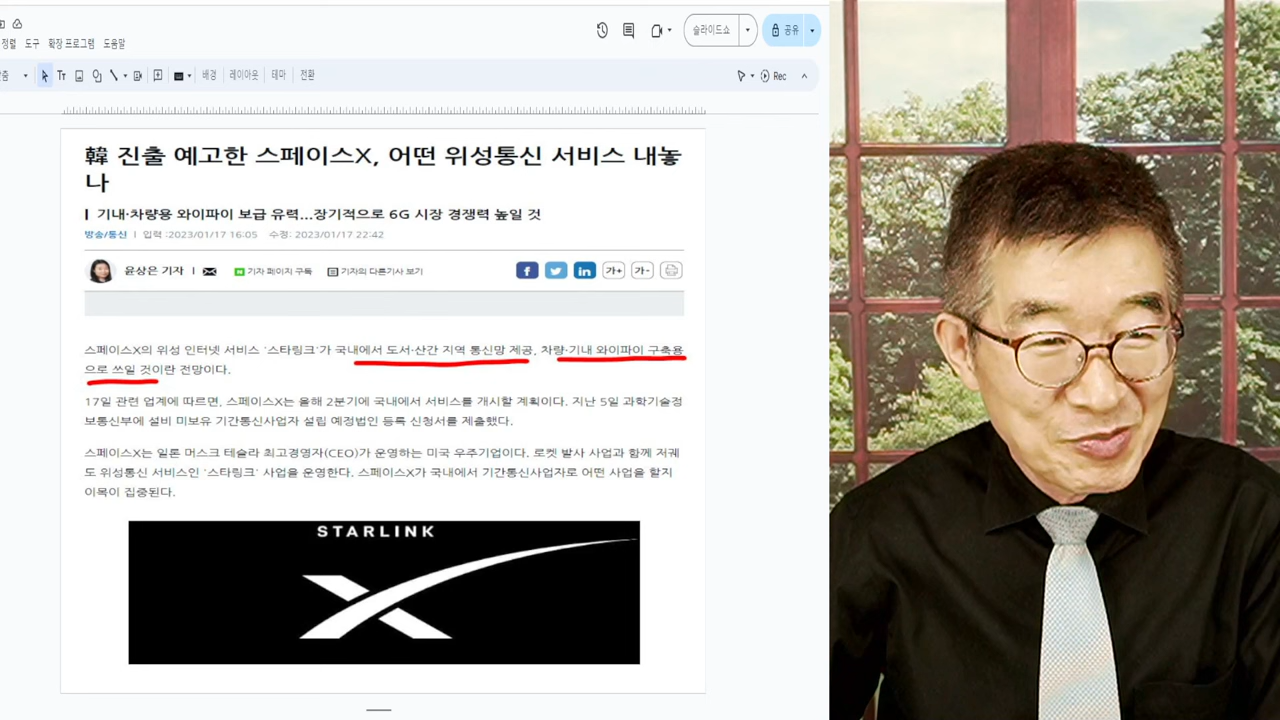 정렬 도구 확장 프로그램 도움말
슬라이드쇼
공유
Tт
배경 레이아웃 테마 전환
Rec
韓 진출 예고한 스페이스X, 어떤 위성통신 서비스 내놓
나
기내·차량용 와이파이 보급 유력...장기적으로 6G 시장 경쟁력 높일 것
방송/통신 | 입력 :2023/01/17 16:05 수정: 2023/01/17 22:42
윤상은 기자 | N 기자 페이지 구독 기자의 다른기사 보기
f in 가+ 가-
스페이스X의 위성 인터넷 서비스 `스타링크`가 국내에서 도서·산간 지역 통신망 제공, 차량·기내 와이파이 구축용
으로 쓰일 것이란 전망이다.
17일 관련 업계에 따르면, 스페이스X는 올해 2분기에 국내에서 서비스를 개시할 계획이다. 지난 5일 과학기술정
보통신부에 설비 미보유 기간통신사업자 설립 예정법인 등록 신청서를 제출했다.
스페이스X는 일론 머스크 테슬라 최고경영자(CEO)가 운영하는 미국 우주기업이다. 로켓 발사 사업과 함께 저궤
도 위성통신 서비스인 `스타링크` 사업을 운영한다. 스페이스X가 국내에서 기간통신사업자로 어떤 사업을 할지
이목이 집중된다.
STARLINK
X